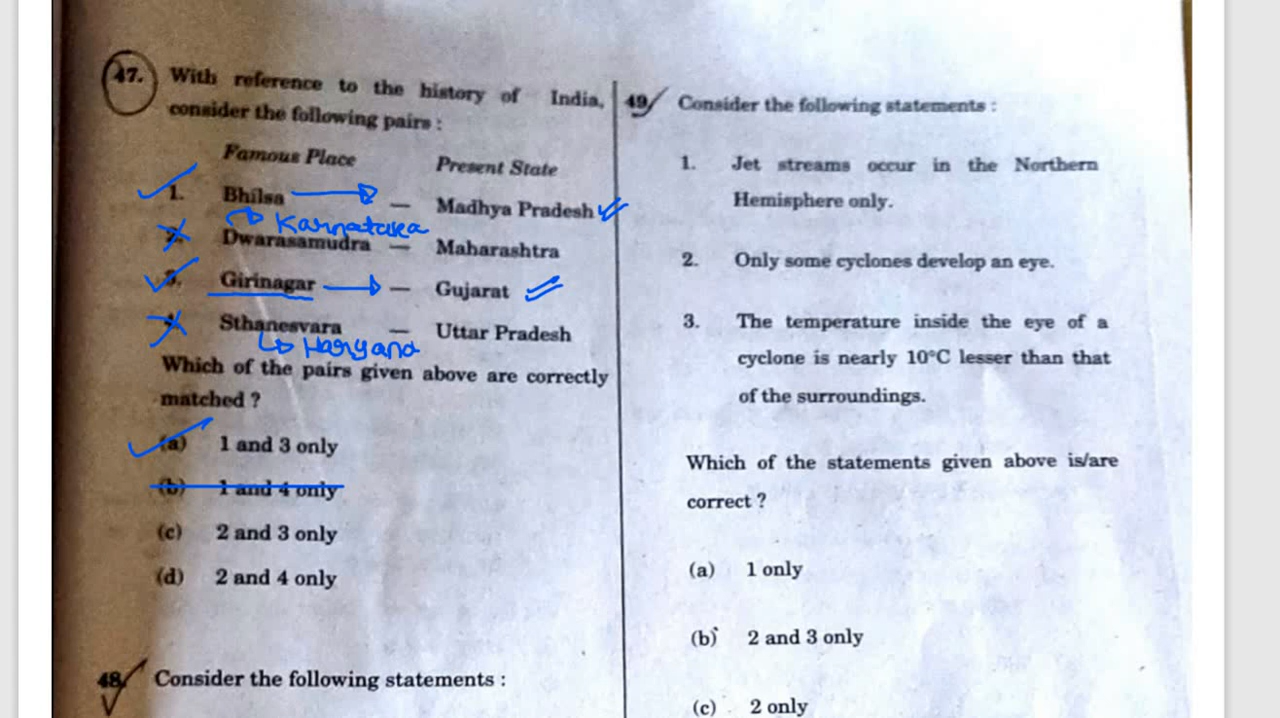 47. With reference to the history of India,
consider the following pairs :
Famous Place Present State
1. Bhilsa — Madhya Pradesh
Karnataka
Dwarasamudra — Maharashtra
3. Girinagar — Gujarat
Sthanesvara — Uttar Pradesh
Haryana
Which of the pairs given above are correctly
matched ?
(a) 1 and 3 only
(b) 1 and 4 only
(c) 2 and 3 only
(d) 2 and 4 only
48. Consider the following statements :
49. Consider the following statements :
1. Jet streams occur in the Northern
Hemisphere only.
2. Only some cyclones develop an eye.
3. The temperature inside the eye of a
cyclone is nearly 10°C lesser than that
of the surroundings.
Which of the statements given above is/are
correct ?
(a) 1 only
(b) 2 and 3 only
(c) 2 only